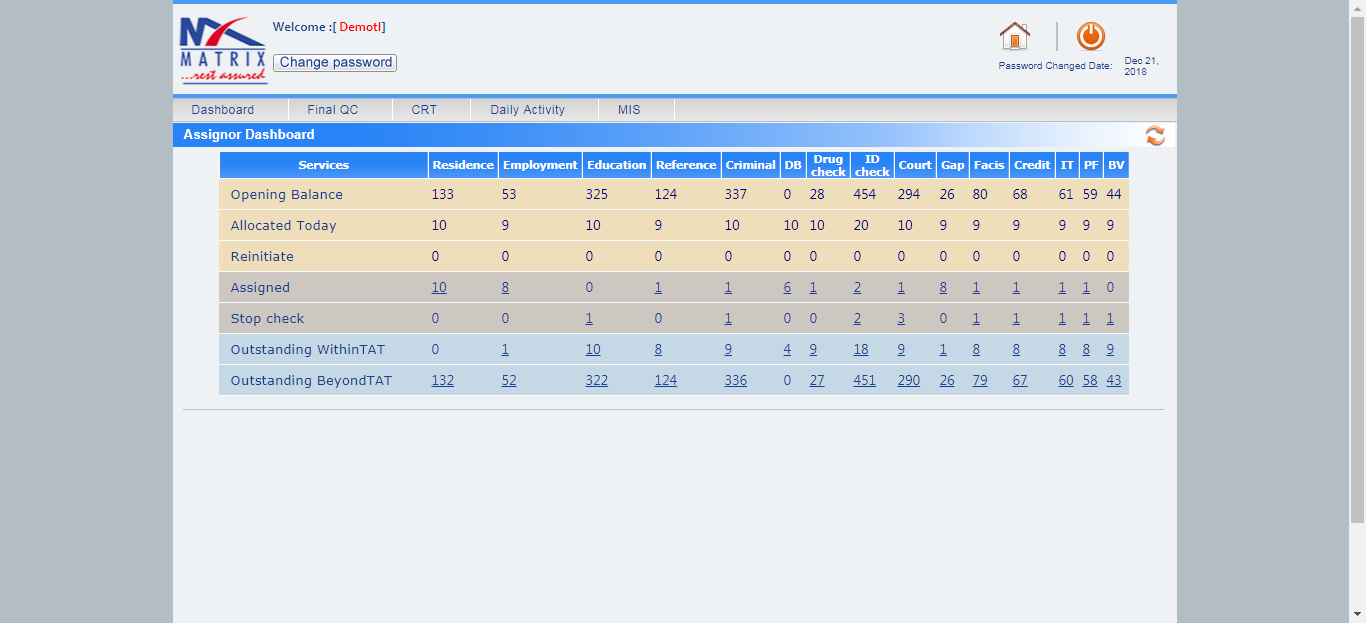 MATRIX
...rest assured
Welcome :[ Demotl]
Change password
Password Changed Date: Dec 21, 2018
Dashboard Final QC CRT Daily Activity MIS
Assignor Dashboard
Services Residence Employment Education Reference Criminal DB Drug check ID check Court Gap Facis Credit IT PF BV
Opening Balance 133 53 325 124 337 0 28 454 294 26 80 68 61 59 44
Allocated Today 10 9 10 9 10 10 10 20 10 9 9 9 9 9 9
Reinitiate 0 0 0 0 0 0 0 0 0 0 0 0 0 0 0
Assigned 10 8 0 1 1 6 1 2 1 8 1 1 1 1 0
Stop check 0 0 1 0 1 0 0 2 3 0 1 1 1 1 1
Outstanding WithinTAT 0 1 10 8 9 4 9 18 9 1 8 8 8 8 9
Outstanding BeyondTAT 132 52 322 124 336 0 27 451 290 26 79 67 60 58 43